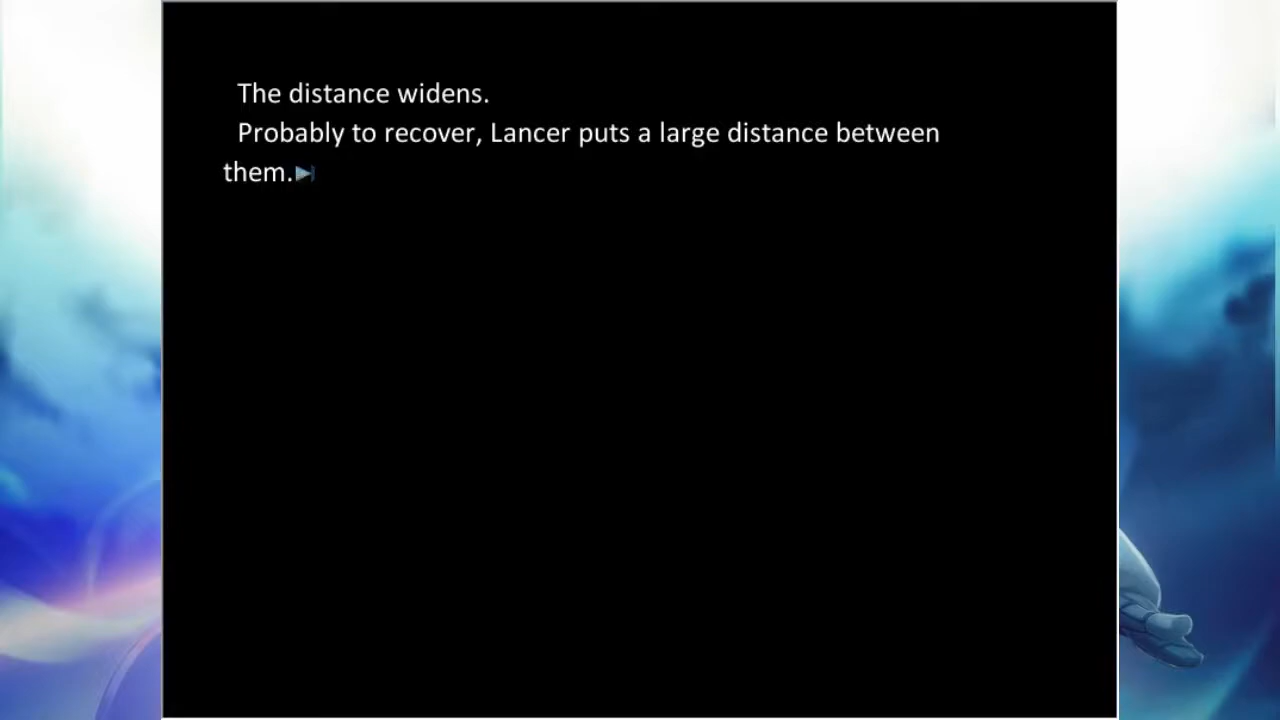 The distance widens.
Probably to recover, Lancer puts a large distance between
them.